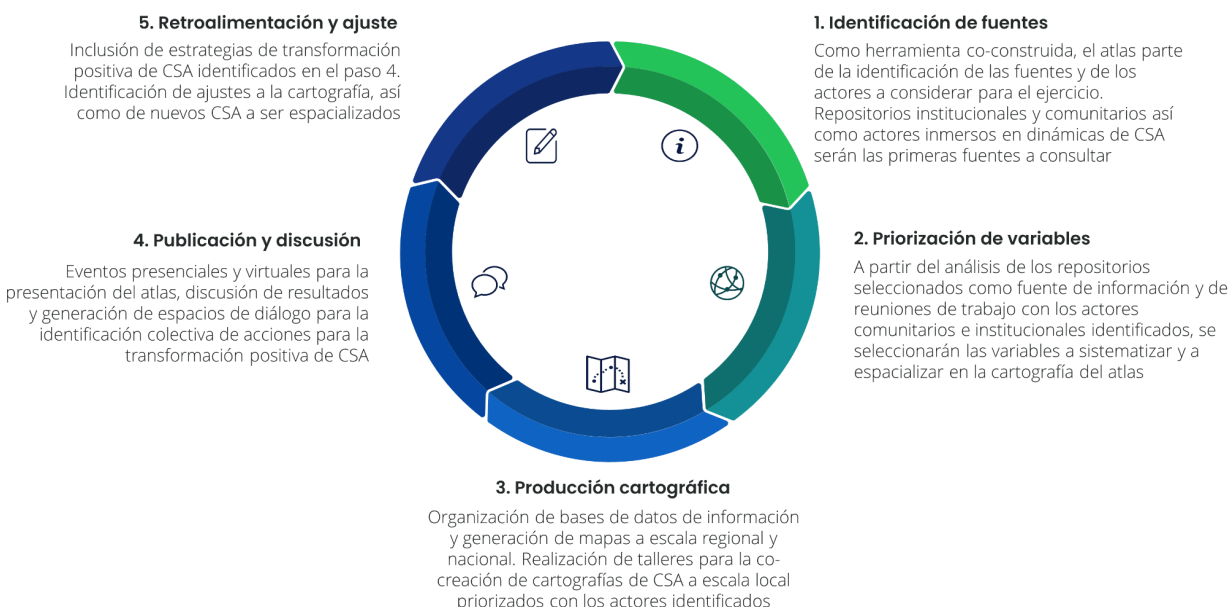 1. Identificación de fuentes
Como herramienta co-construida, el atlas parte
de la identificación de las fuentes y de los
actores a considerar para el ejercicio.
Repositorios institucionales y comunitarios así
como actores inmersos en dinámicas de CSA
serán las primeras fuentes a consultar
2. Priorización de variables
A partir del análisis de los repositorios
seleccionados como fuente de información y de
reuniones de trabajo con los actores
comunitarios e institucionales identificados, se
seleccionarán las variables a sistematizar y a
espacializar en la cartografía del atlas
3. Producción cartográfica
Organización de bases de datos de información
y generación de mapas a escala regional y
nacional. Realización de talleres para la co-
creación de cartografías de CSA a escala local
priorizados con los actores identificados
4. Publicación y discusión
Eventos presenciales y virtuales para la
presentación del atlas, discusión de resultados
y generación de espacios de diálogo para la
identificación colectiva de acciones para la
transformación positiva de CSA
5. Retroalimentación y ajuste
Inclusión de estrategias de transformación
positiva de CSA identificados en el paso 4.
Identificación de ajustes a la cartografía, así
como de nuevos CSA a ser espacializados